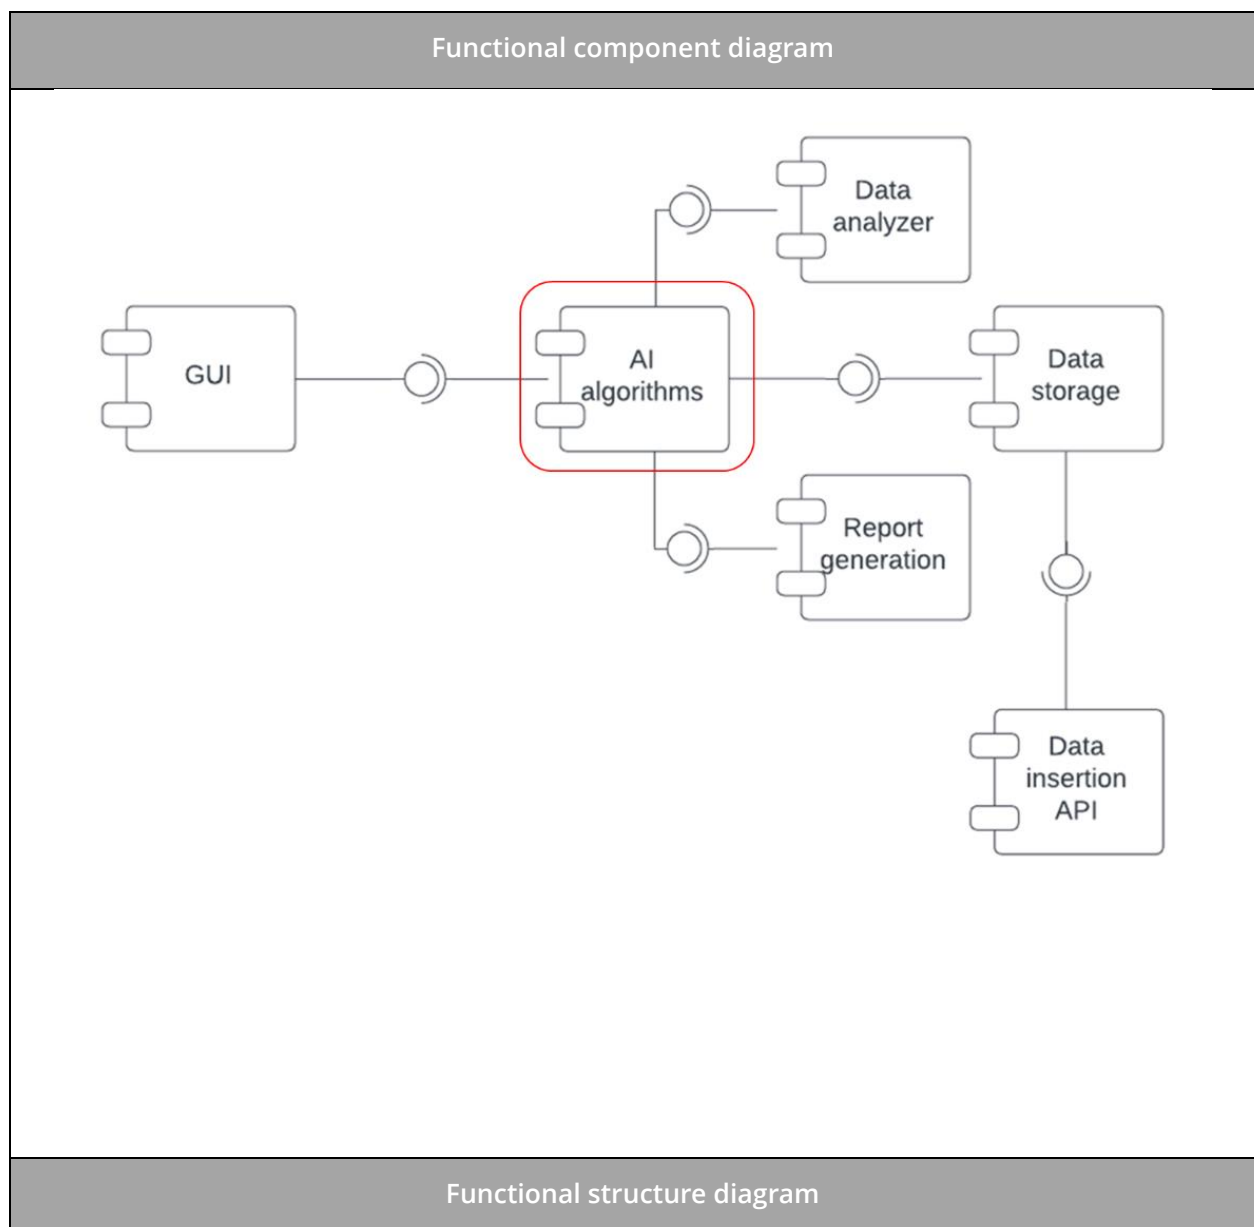 Functional component diagram
Data
analyzer
GUI
AI
algorithms
Data
storage
Report
generation
Data
insertion
API
Functional structure diagram